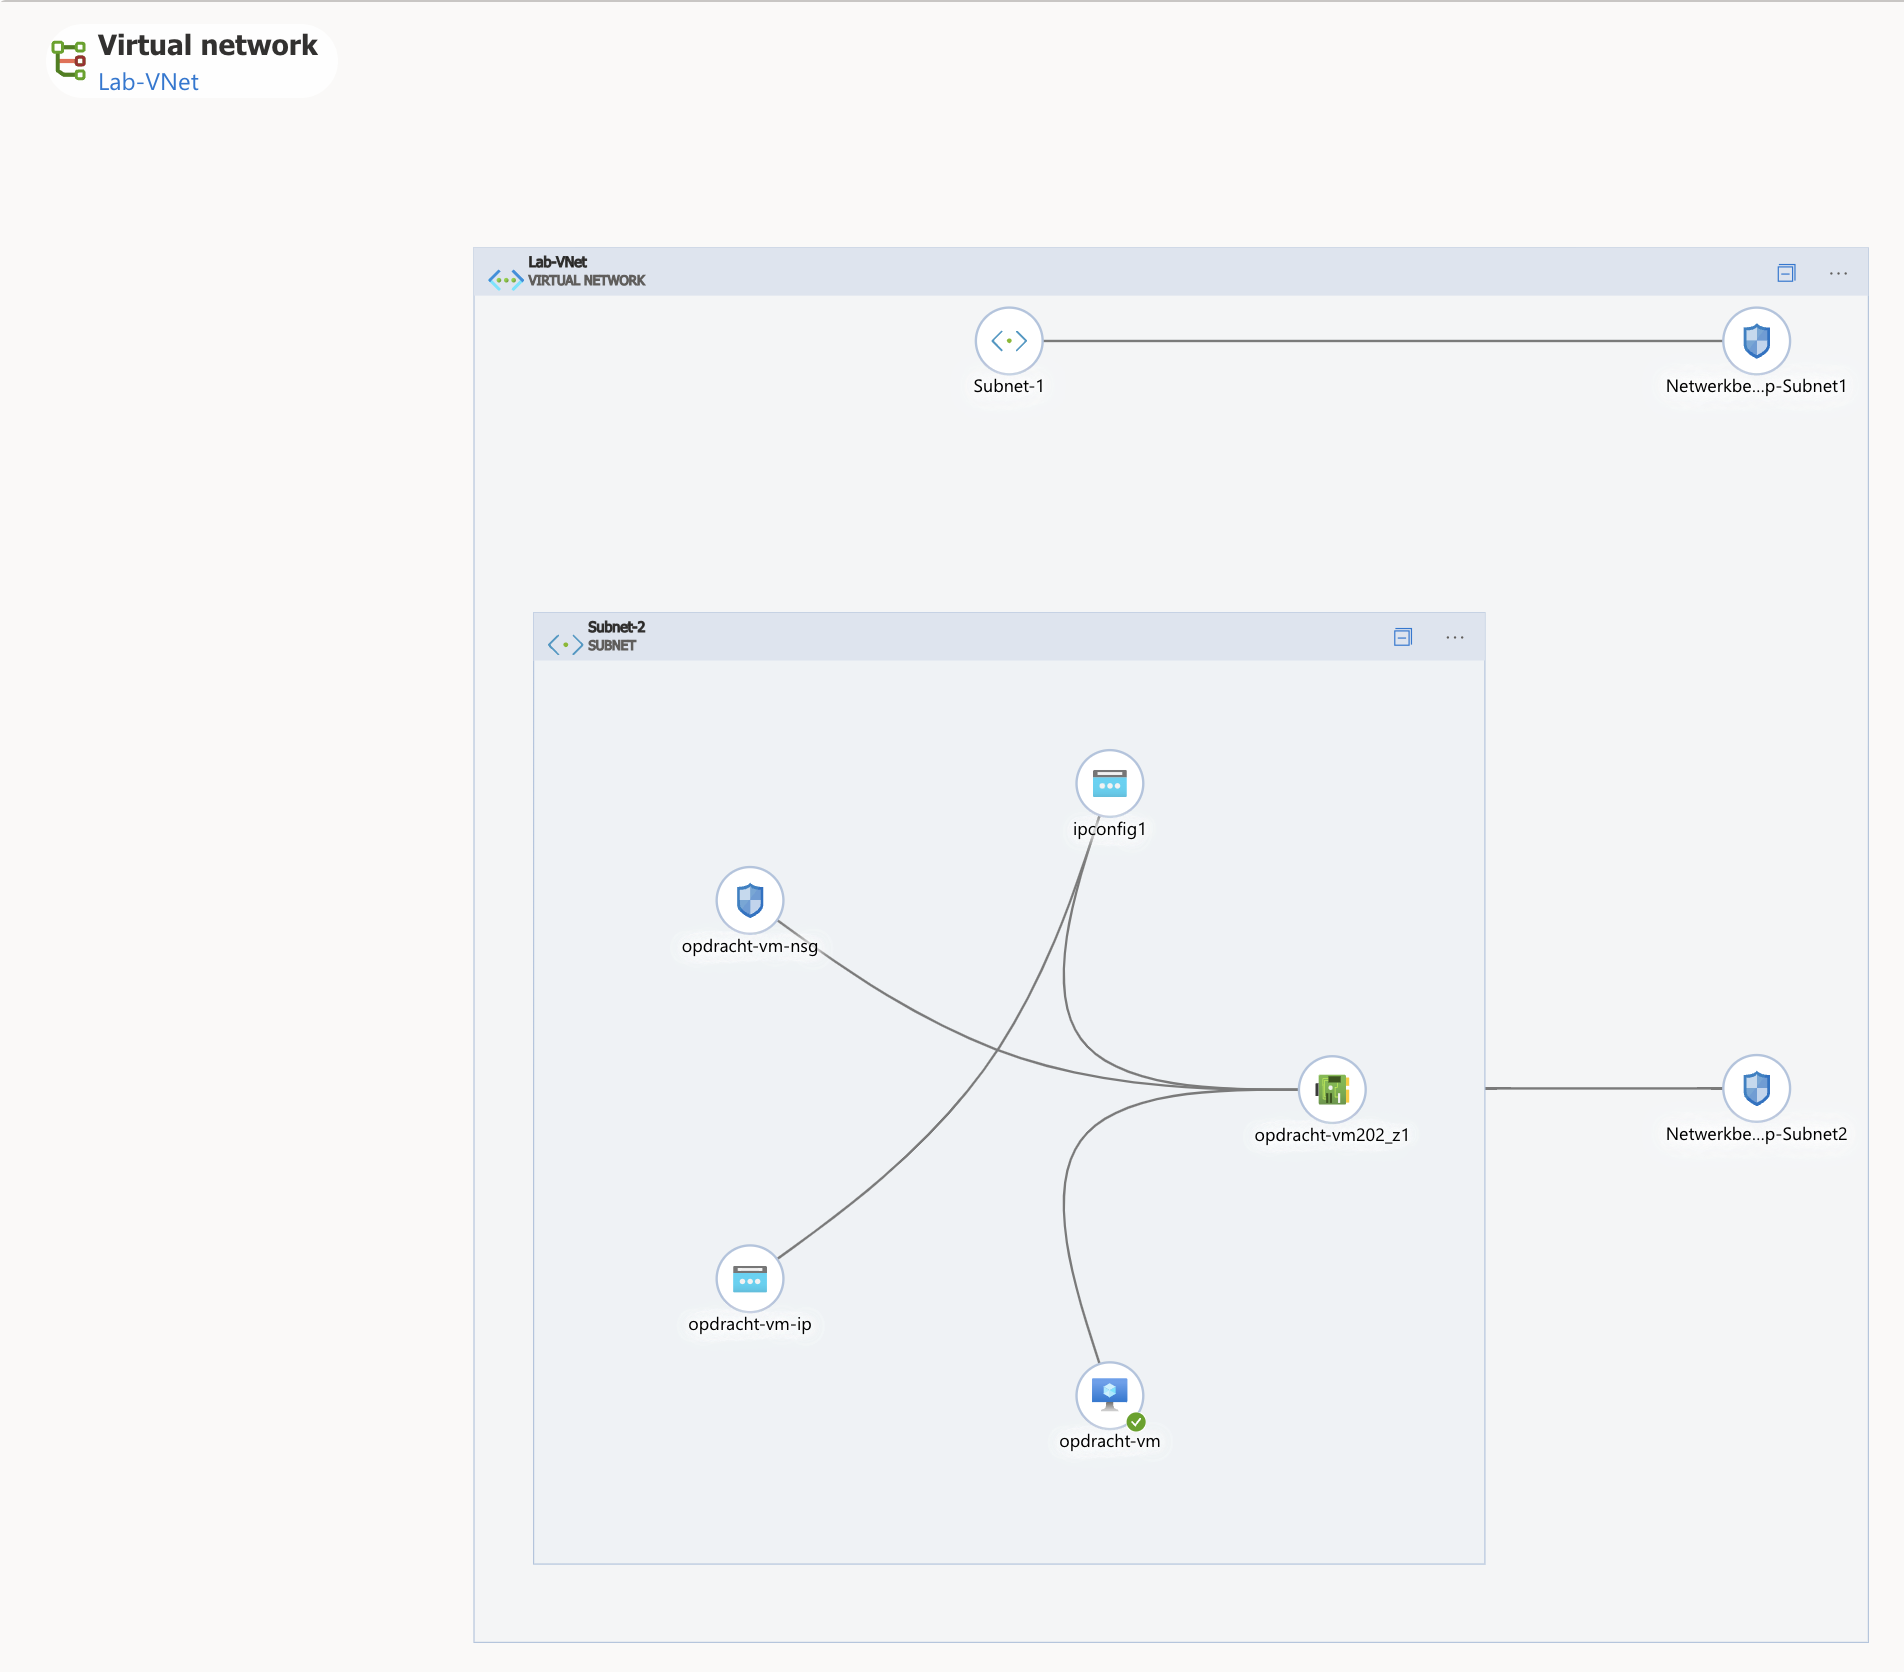 Virtual network
Lab-VNet
Lab-VNet
VIRTUAL NETWORK
Subnet-1
Netwerkbe...p-Subnet1
Subnet-2
SUBNET
ipconfig1
opdracht-vm-nsg
opdracht-vm202_z1
Netwerkbe...p-Subnet2
opdracht-vm-ip
opdracht-vm